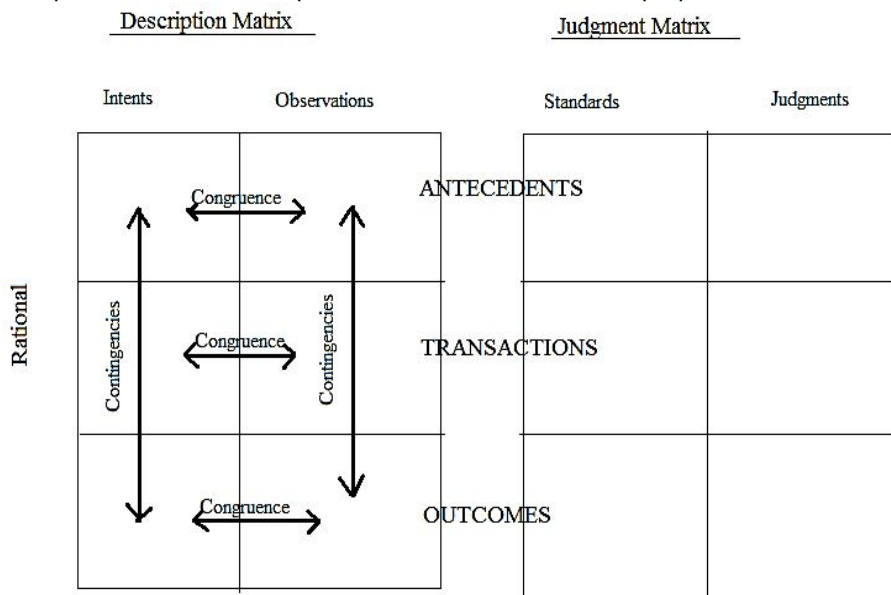 Description Matrix
Judgment Matrix
Intents
Observations
Standards
Judgments
Congruence
ANTECEDENTS
Rational
Contingencies
Congruence
Contingencies
TRANSACTIONS
Congruence
OUTCOMES